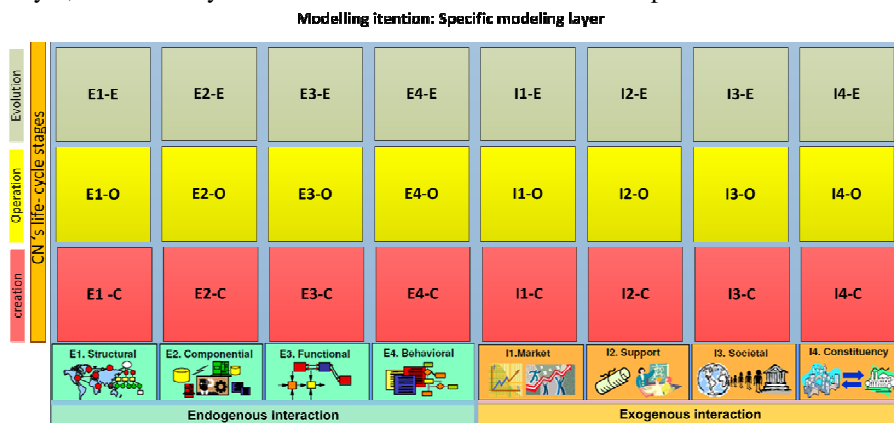 Modelling itention: Specific modeling layer
Evolution
Operation
creation
CN´s life- cycle stages
E1-E E2-E E3-E E4-E I1-E I2-E I3-E I4-E
E1-O E2-O E3-O E4-O I1-O I2-O I3-O I4-O
E1 -C E2-C E3-C E4-C I1-C I2-C I3-C I4-C
E1. Structural E2. Componential E3. Functional E4. Behavioral I1.Market I2. Support I3. Societal I4. Constituency
Endogenous interaction Exogenous interaction